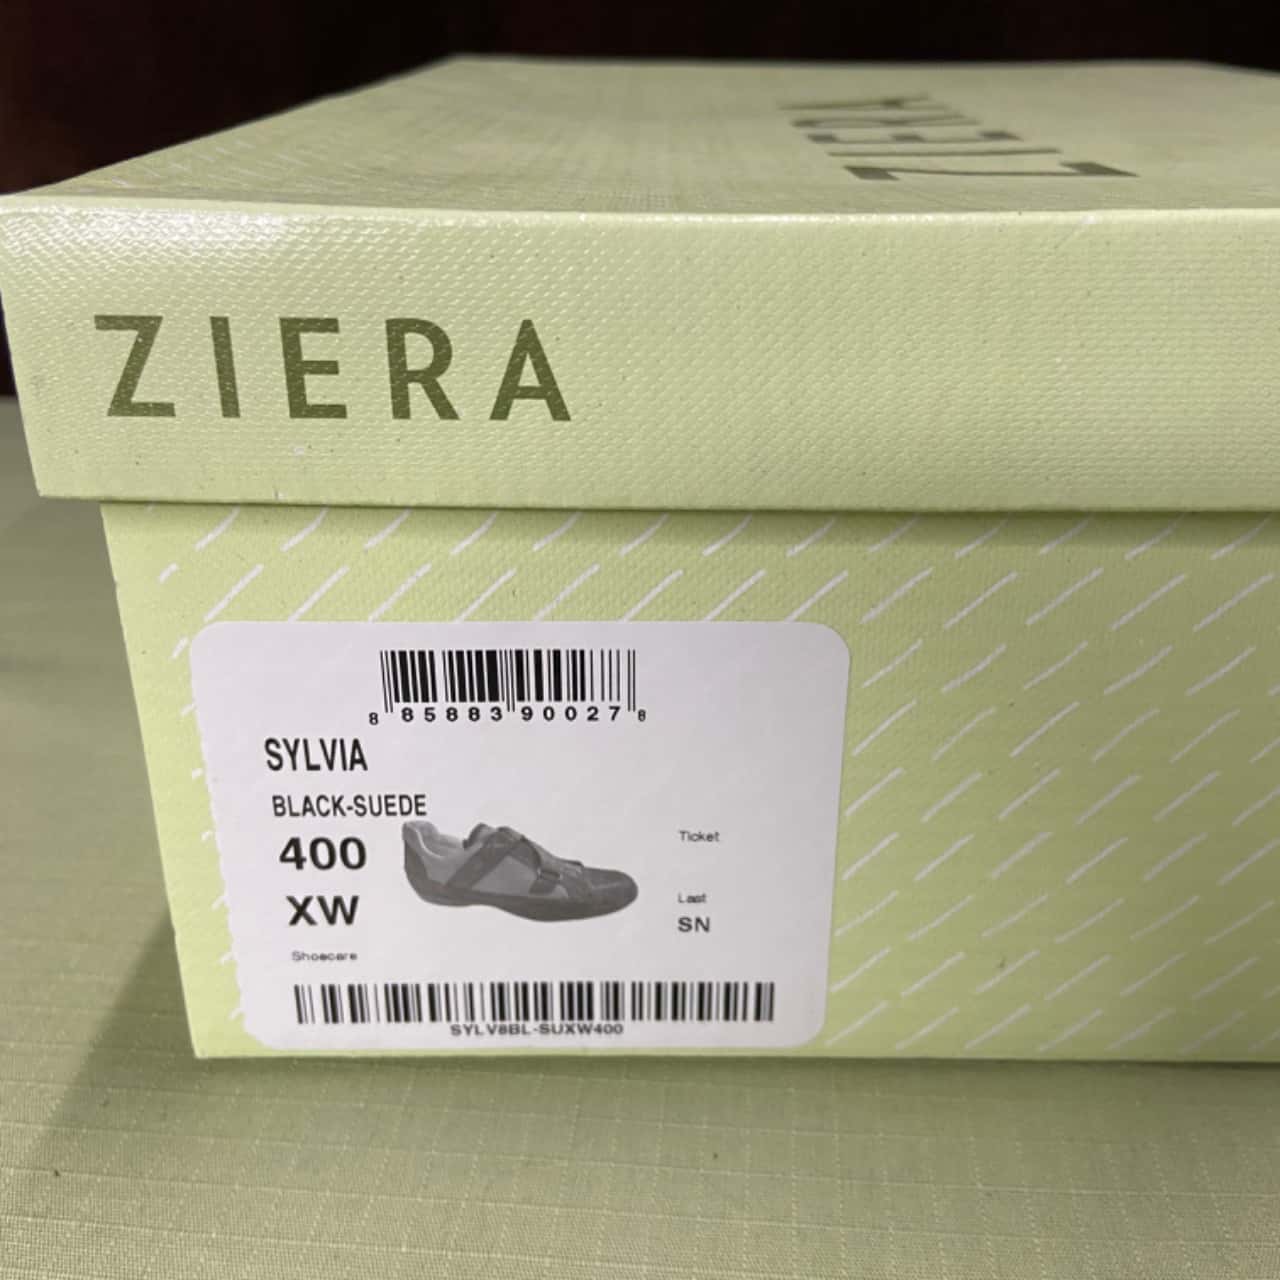 ZIERA
ZIERA
8 85883 90027 8
SYLVIA
BLACK-SUEDE
400
Ticket
XW
Last
SN
Shoecare
SYLV8BL-SUXW400